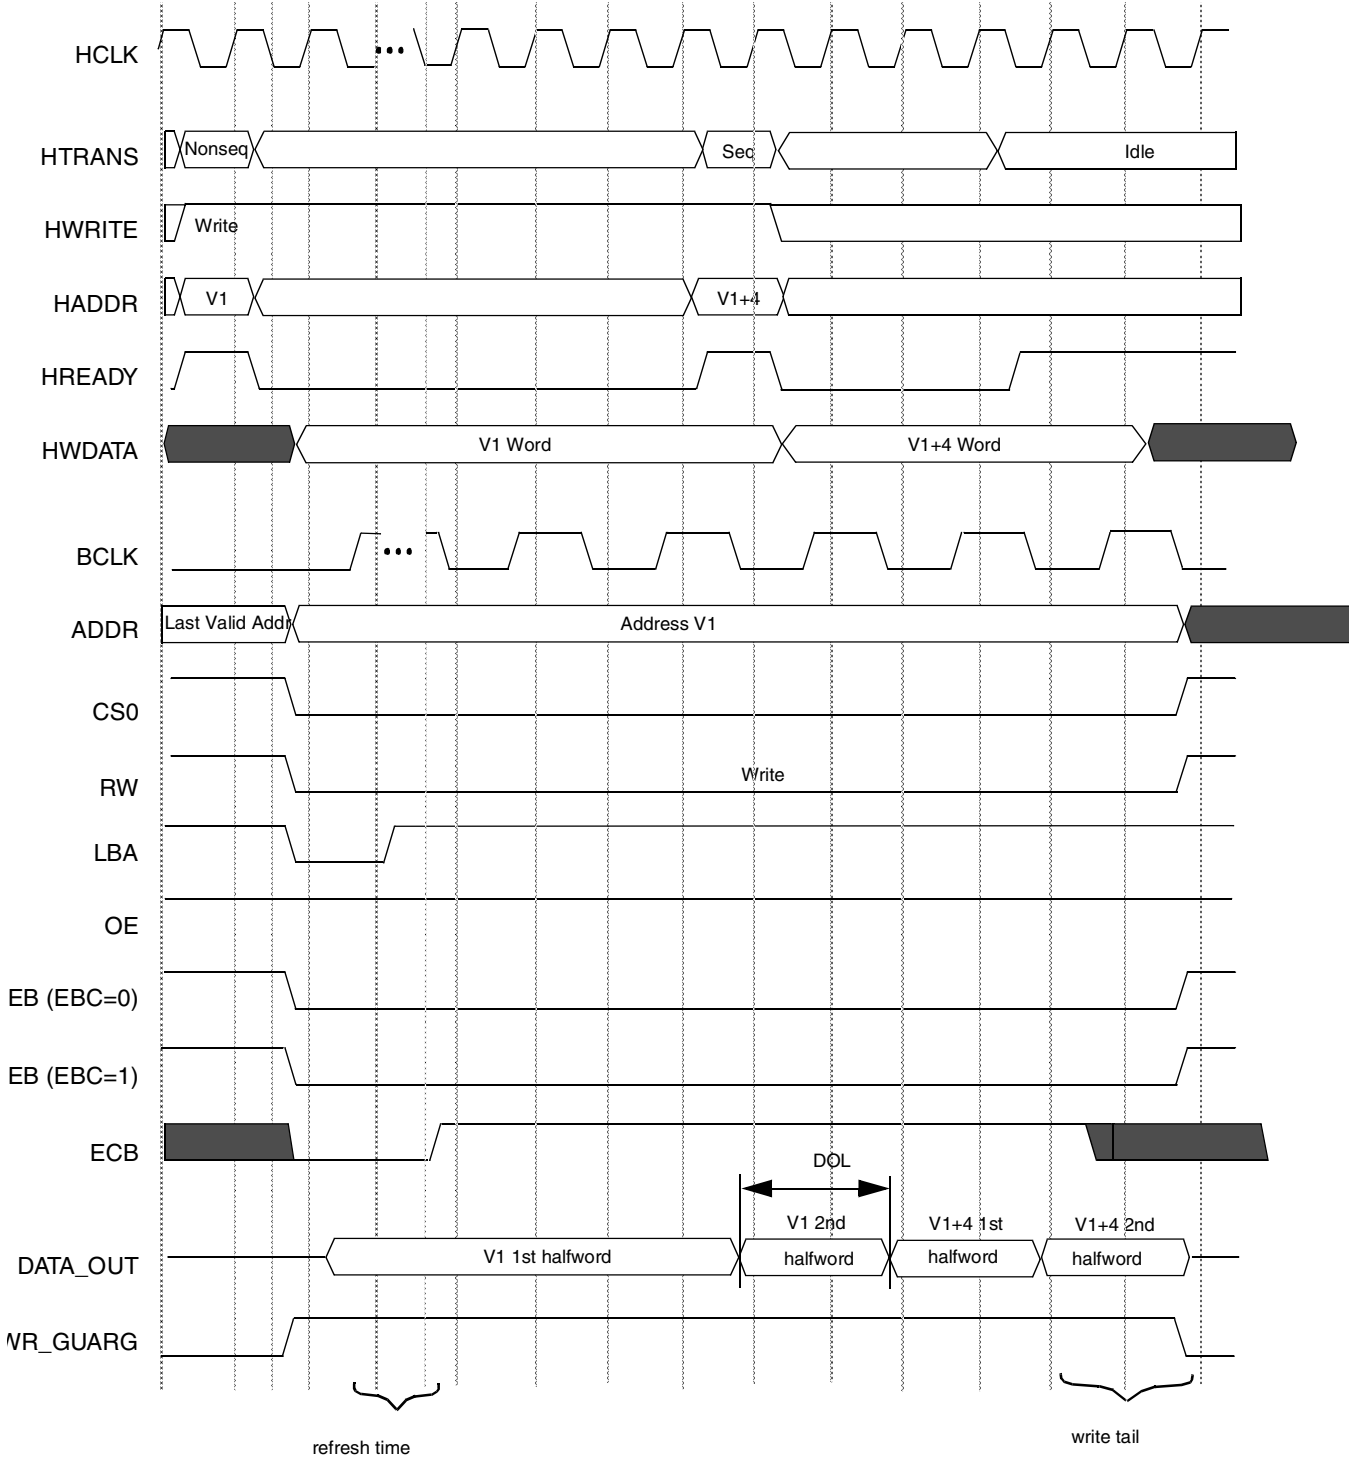 HCLK
HTRANS Nonseq Seq Idle
HWRITE Write
HADDR V1 V1+4
HREADY
HWDATA V1 Word V1+4 Word
BCLK
ADDR Last Valid Addr Address V1
CS0
RW Write
LBA
OE
EB (EBC=0)
EB (EBC=1)
ECB
DOL
V1 2nd V1+4 1st V1+4 2nd
DATA_OUT V1 1st halfword halfword halfword halfword
WR_GUARG
refresh time write tail